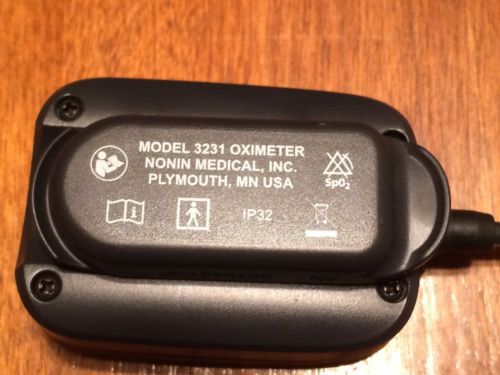 MODEL 3231 OXIMETER
NONIN MEDICAL, INC.
PLYMOUTH, MN USA
SpO₂
IP32